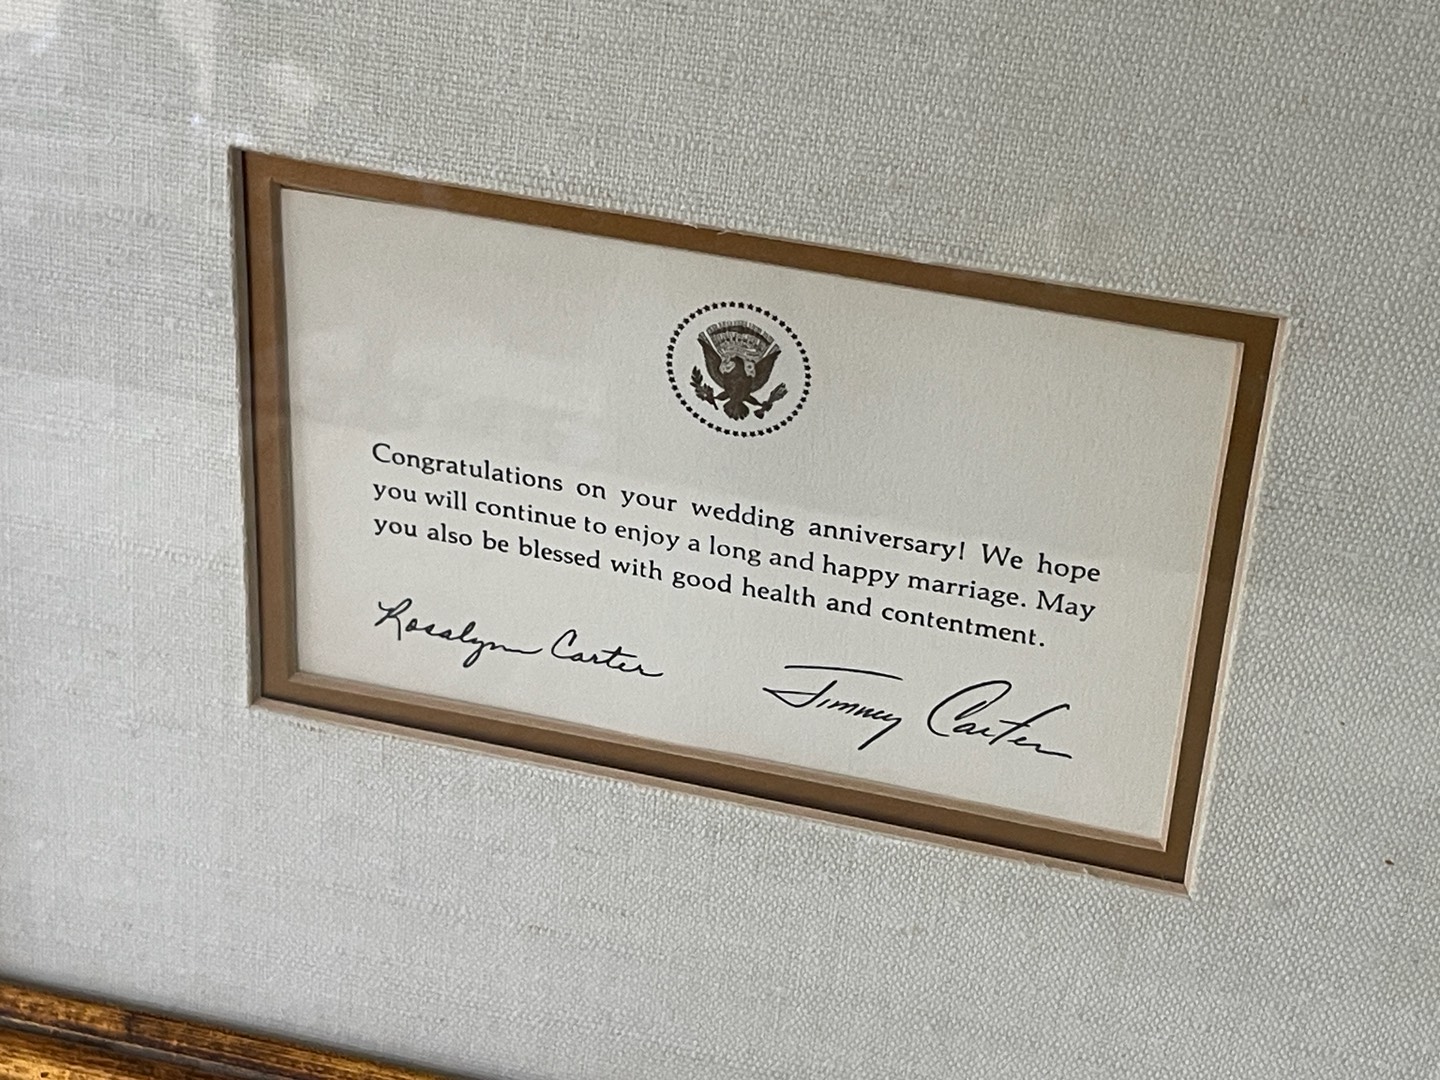 Congratulations on your wedding anniversary! We hope
you will continue to enjoy a long and happy marriage. May
you also be blessed with good health and contentment.
Rosalynn Carter
Jimmy Carter